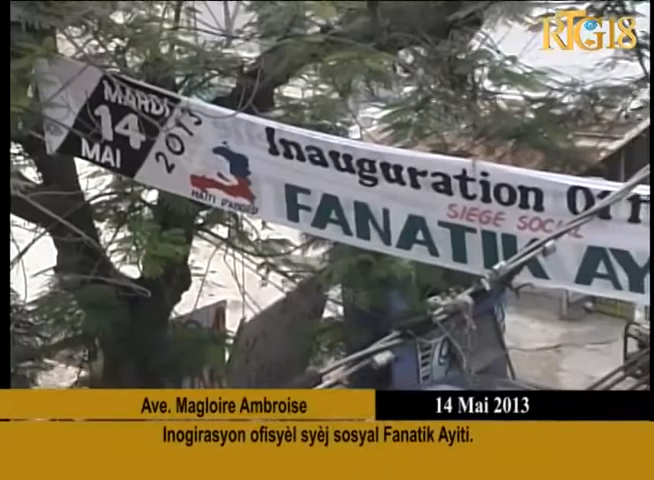 RTG18
MARDI
14
MAI
2013
HAITI D'ABORD
Inauguration
SIEGE SOCIAL
FANATIK AY
Ave. Magloire Ambroise
14 Mai 2013
Inogirasyon ofisyèl syèj sosyal Fanatik Ayiti.